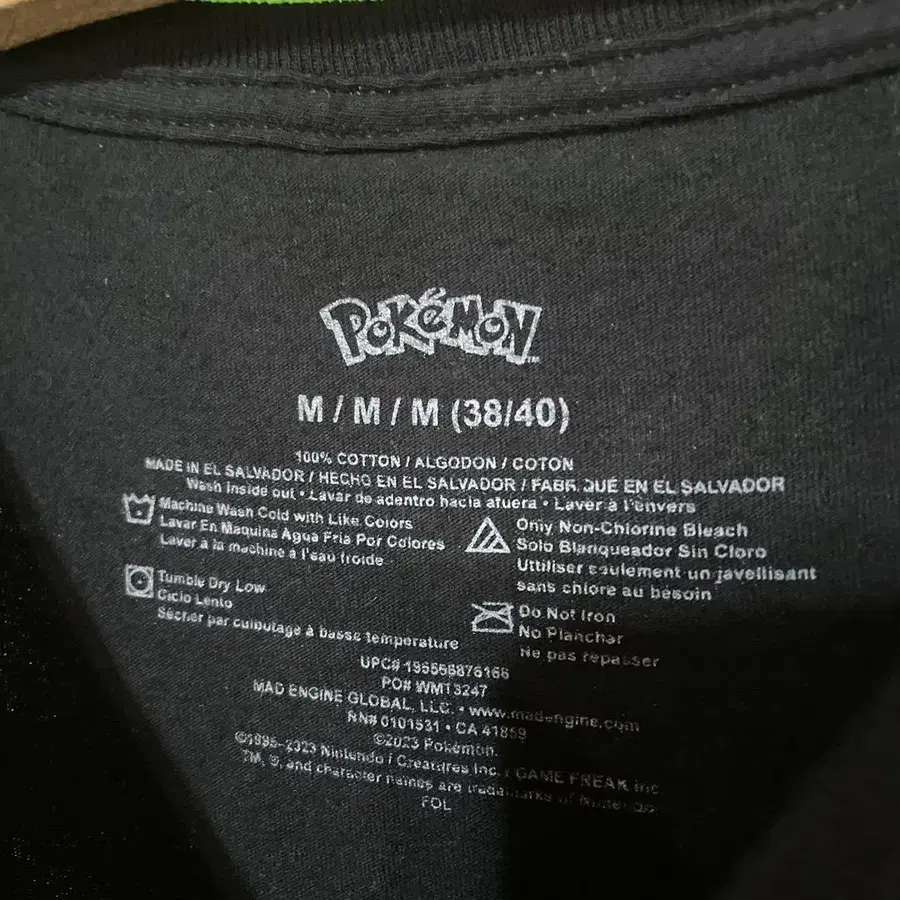 POKéMON
M / M / M (38/40)
100% COTTON / ALGODON / COTON
MADE IN EL SALVADOR / HECHO EN EL SALVADOR / FABR QUE EN EL SALVADOR
Wash inside out • Lavar de adentro hacia afuera • Laver à l'envers
Machine Wash Cold with Like Colors
Lavar En Maquina Agua Fria Por Colores
Laver à la machine à l'eau froide
Only Non-Chlorine Bleach
Solo Blanqueador Sin Cloro
Utiliser seulement un javellisant
sans chlore au besoin
Tumble Dry Low
Ciclo Lento
Sécher par culbutage à basse temperature
Do Not Iron
No Planchar
Ne pas repasser
UPC#
PO# WMT3247
MAD ENGINE GLOBAL, LLC. • www.madengine.com
RN# 0101531 • CA 41859
©2023 Pokémon.
©1995-2023 Nintendo / Creatures Inc. / GAME FREAK inc.
TM, ®, and character names are trademarks of Nintendo.
FOL